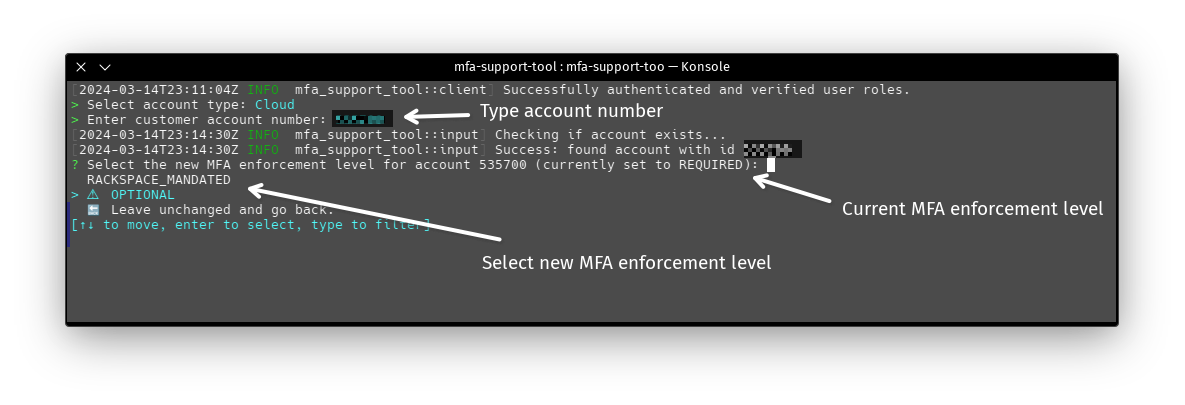 mfa-support-tool : mfa-support-too — Konsole
[2024-03-14T23:11:04Z INFO  mfa_support_tool::client] Successfully authenticated and verified user roles.
> Select account type: Cloud
> Enter customer account number:
Type account number
[2024-03-14T23:14:30Z INFO  mfa_support_tool::input] Checking if account exists...
[2024-03-14T23:14:30Z INFO  mfa_support_tool::input] Success: found account with id
? Select the new MFA enforcement level for account 535700 (currently set to REQUIRED):
RACKSPACE_MANDATED
> ⚠ OPTIONAL
Leave unchanged and go back.
[↑↓ to move, enter to select, type to filter]
Current MFA enforcement level
Select new MFA enforcement level